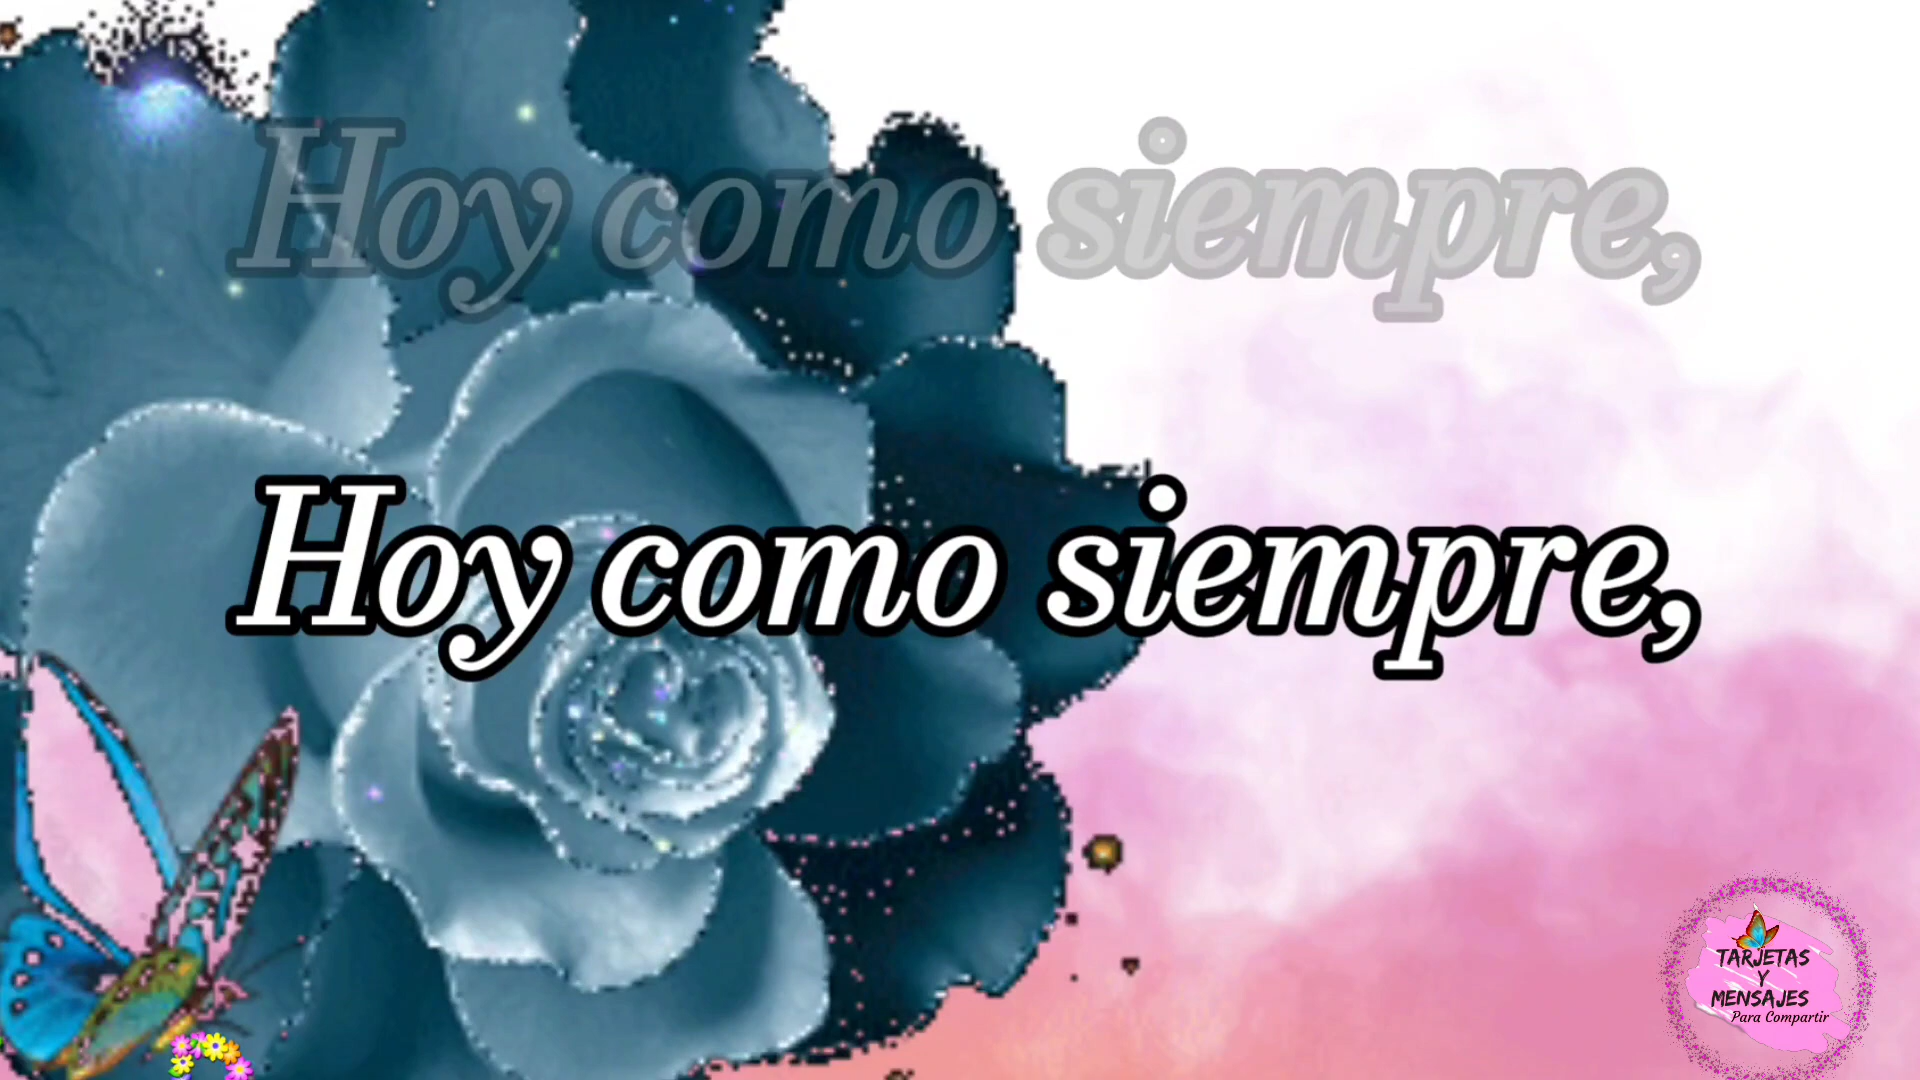 Hoy como siempre,
Hoy como siempre,
TARJETAS
Y
MENSAJES
Para Compartir